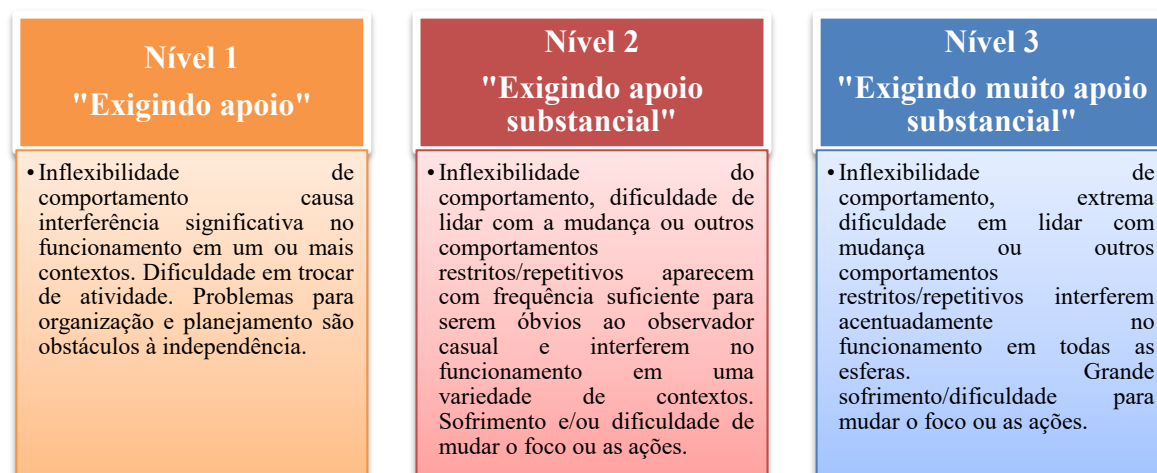 Nível 1
"Exigindo apoio"
• Inflexibilidade de
comportamento causa
interferência significativa no
funcionamento em um ou mais
contextos. Dificuldade em trocar
de atividade. Problemas para
organização e planejamento são
obstáculos à independência.
Nível 2
"Exigindo apoio
substancial"
• Inflexibilidade do
comportamento, dificuldade de
lidar com a mudança ou outros
comportamentos
restritos/repetitivos aparecem
com frequência suficiente para
serem óbvios ao observador
casual e interferem no
funcionamento em uma
variedade de contextos.
Sofrimento e/ou dificuldade de
mudar o foco ou as ações.
Nível 3
"Exigindo muito apoio
substancial"
• Inflexibilidade de
comportamento, extrema
dificuldade em lidar com
mudança ou outros
comportamentos
restritos/repetitivos interferem
acentuadamente no
funcionamento em todas as
esferas. Grande
sofrimento/dificuldade para
mudar o foco ou as ações.